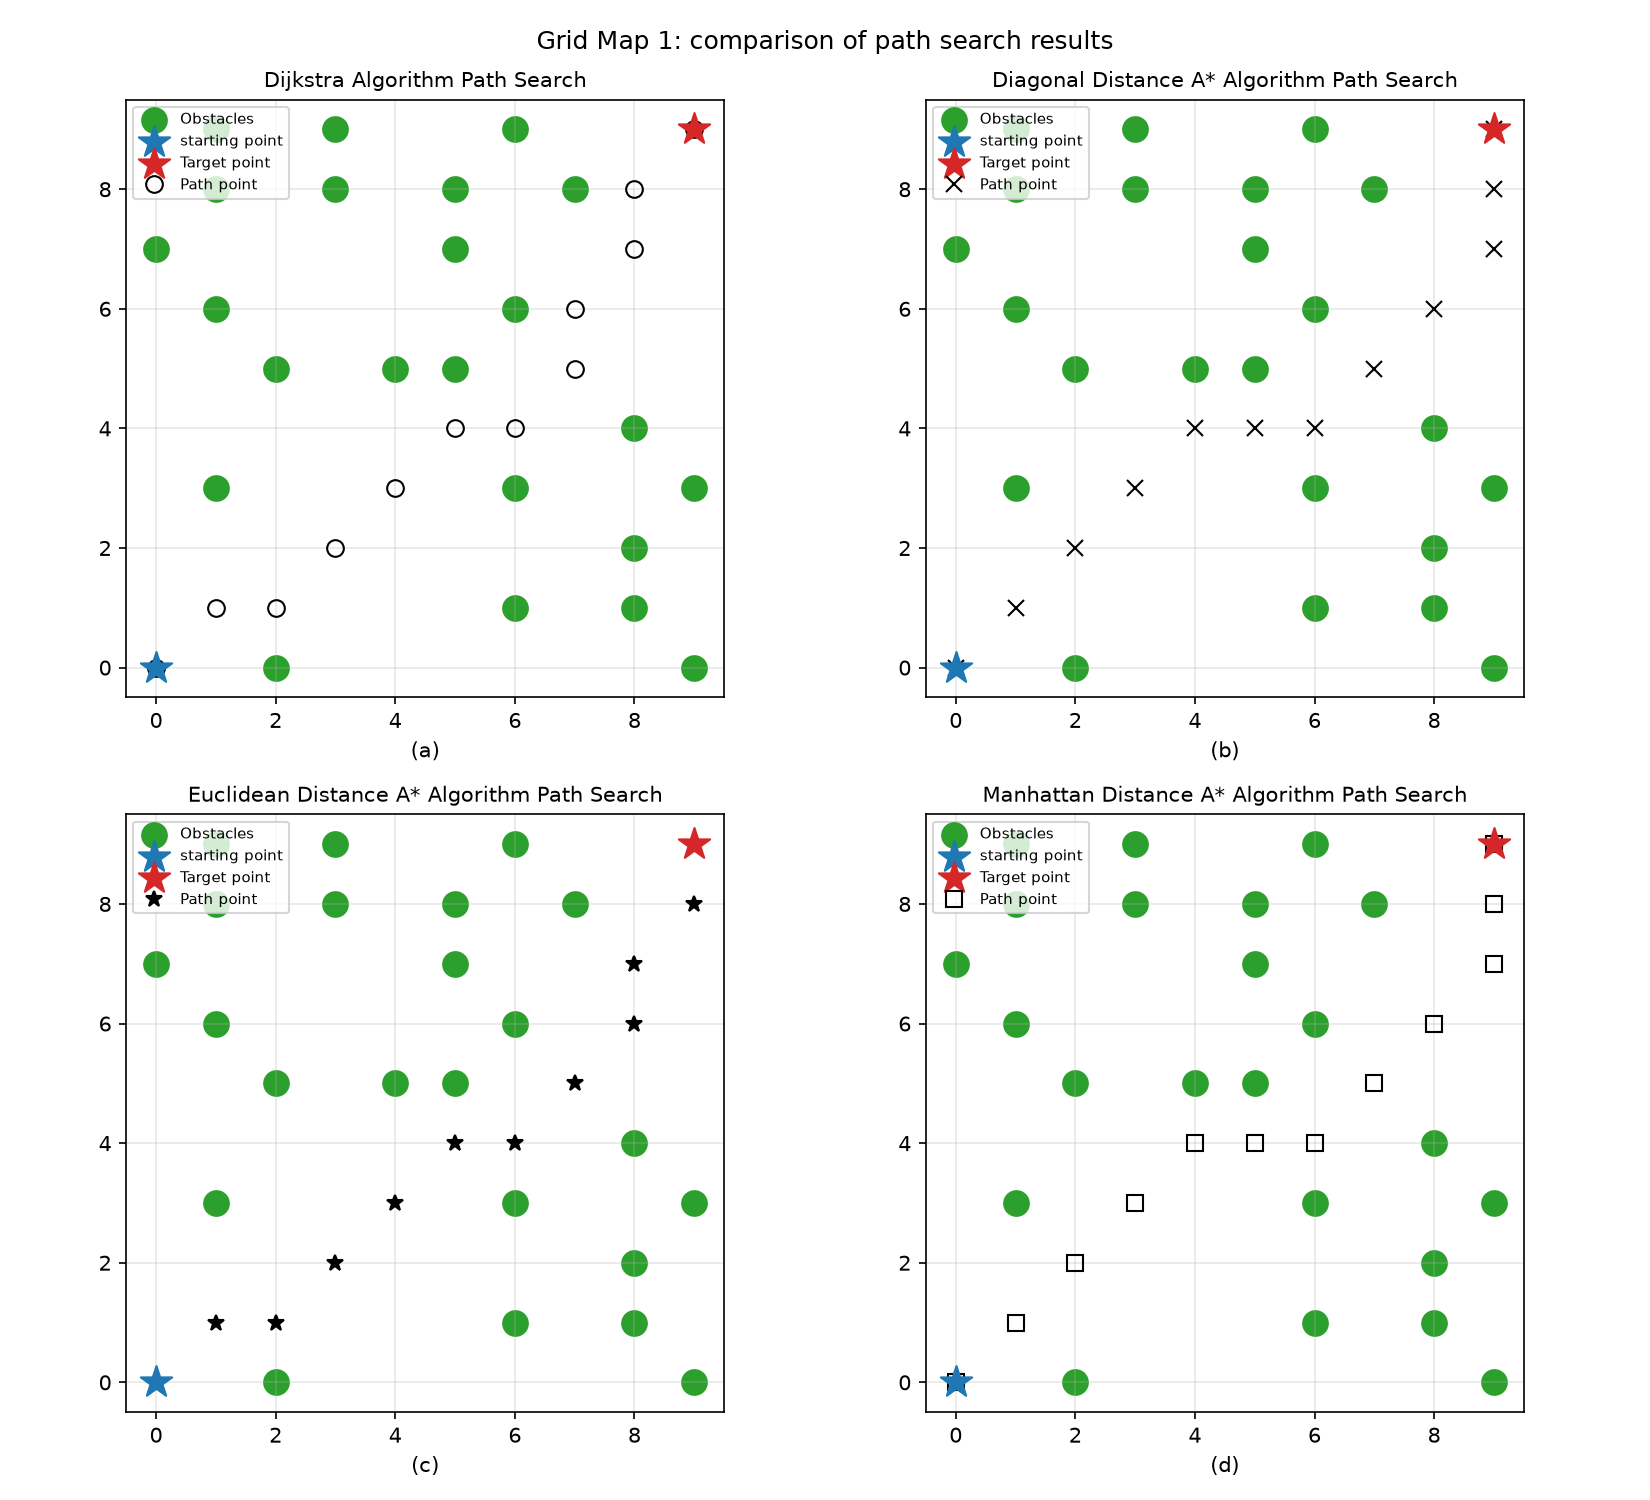 Grid Map 1: comparison of path search results
Dijkstra Algorithm Path Search
Obstacles
starting point
Target point
Path point
8
6
4
2
0
0 2 4 6 8
(a)
Diagonal Distance A* Algorithm Path Search
Obstacles
starting point
Target point
Path point
8
6
4
2
0
0 2 4 6 8
(b)
Euclidean Distance A* Algorithm Path Search
Obstacles
starting point
Target point
Path point
8
6
4
2
0
0 2 4 6 8
(c)
Manhattan Distance A* Algorithm Path Search
Obstacles
starting point
Target point
Path point
8
6
4
2
0
0 2 4 6 8
(d)